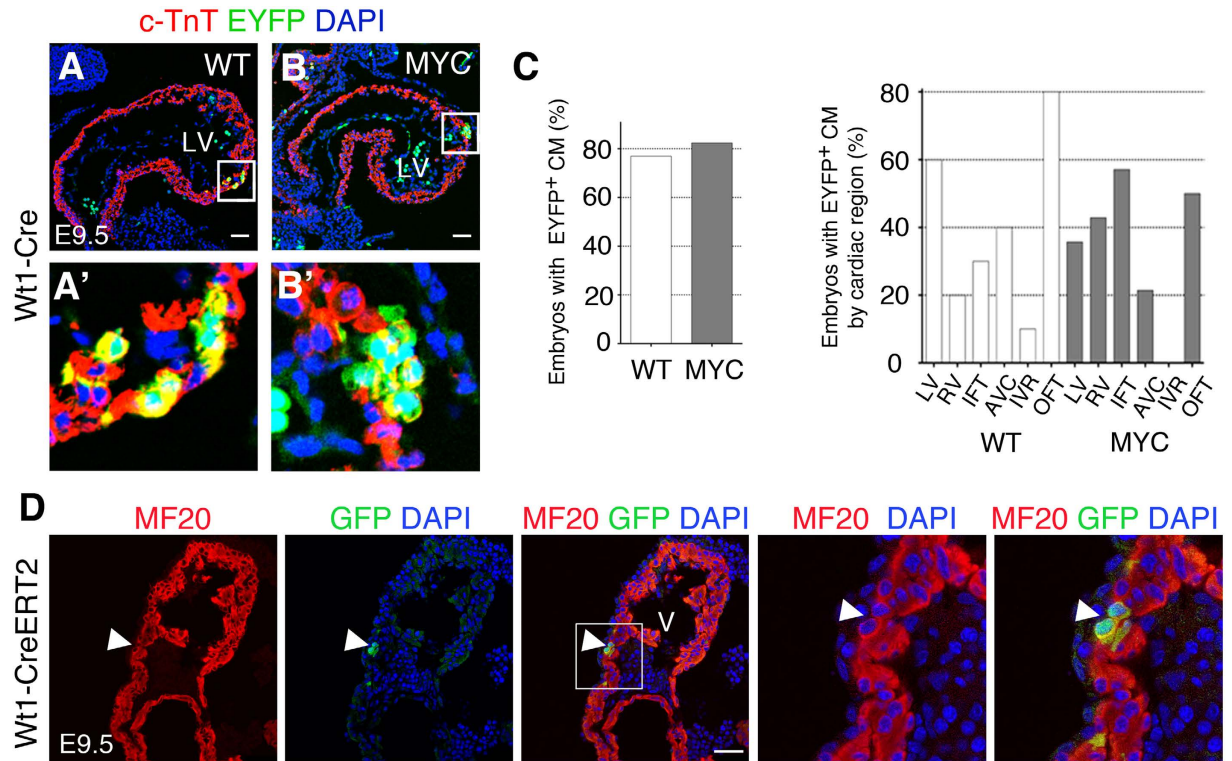 c-TnT EYFP DAPI
A
WT
LV
E9.5
B
MYC
LV
Wt1-Cre
A’
B’
C
Embryos with EYFP+ CM (%)
80
60
40
20
0
WT MYC
Embryos with EYFP+ CM
by cardiac region (%)
80
60
40
20
0
LV RV IFT AVC IVR OFT LV RV IFT AVC IVR OFT
WT MYC
D
MF20
GFP DAPI
MF20 GFP DAPI
MF20 DAPI
MF20 GFP DAPI
Wt1-CreERT2
E9.5
V